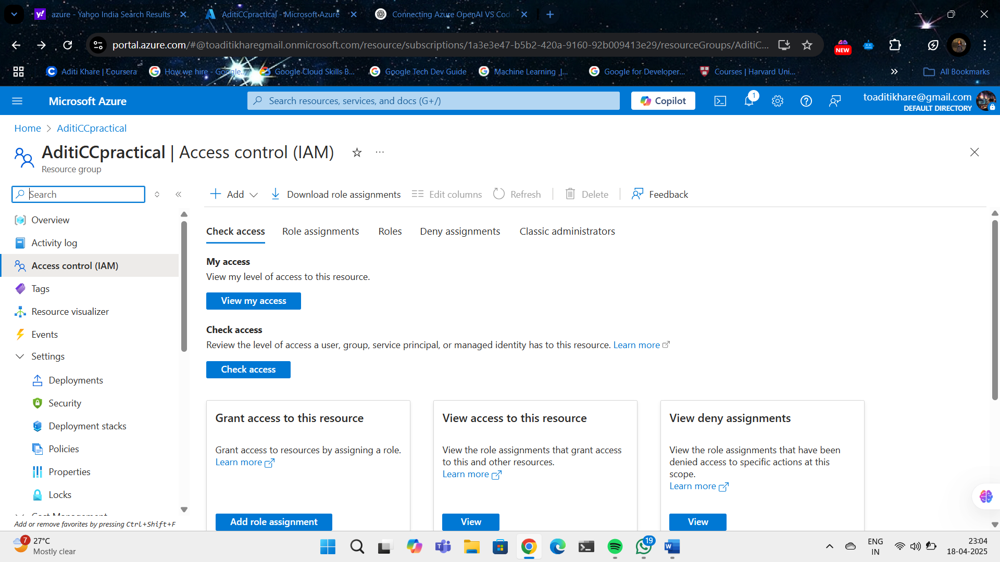 azure - Yahoo India Search Results
AditiCCpractical - Microsoft Azure
Connecting Azure OpenAI VS Cod
portal.azure.com/#@toaditikharegmail.onmicrosoft.com/resource/subscriptions/1a3e3e47-b5b2-420a-9160-92b009413e29/resourceGroups/AditiC...
NEW
Aditi Khare | Coursera
How we hire - Google...
Google Cloud Skills B...
Google Tech Dev Guide
Machine Learning |...
Google for Developer...
Courses | Harvard Uni...
All Bookmarks
Microsoft Azure
Search resources, services, and docs (G+/)
Copilot
1
toaditikhare@gmail.com
DEFAULT DIRECTORY
Home > AditiCCpractical
AditiCCpractical | Access control (IAM)
Resource group
Search
Add
Download role assignments
Edit columns
Refresh
Delete
Feedback
Overview
Activity log
Access control (IAM)
Tags
Resource visualizer
Events
Settings
Deployments
Security
Deployment stacks
Policies
Properties
Locks
Cost Management
Add or remove favorites by pressing Ctrl+Shift+F
Check access
Role assignments
Roles
Deny assignments
Classic administrators
My access
View my level of access to this resource.
View my access
Check access
Review the level of access a user, group, service principal, or managed identity has to this resource. Learn more
Check access
Grant access to this resource
Grant access to resources by assigning a role.
Learn more
Add role assignment
View access to this resource
View the role assignments that grant access
to this and other resources.
Learn more
View
View deny assignments
View the role assignments that have been
denied access to specific actions at this
scope.
Learn more
View
7
27°C
Mostly clear
19
ENG
IN
23:04
18-04-2025